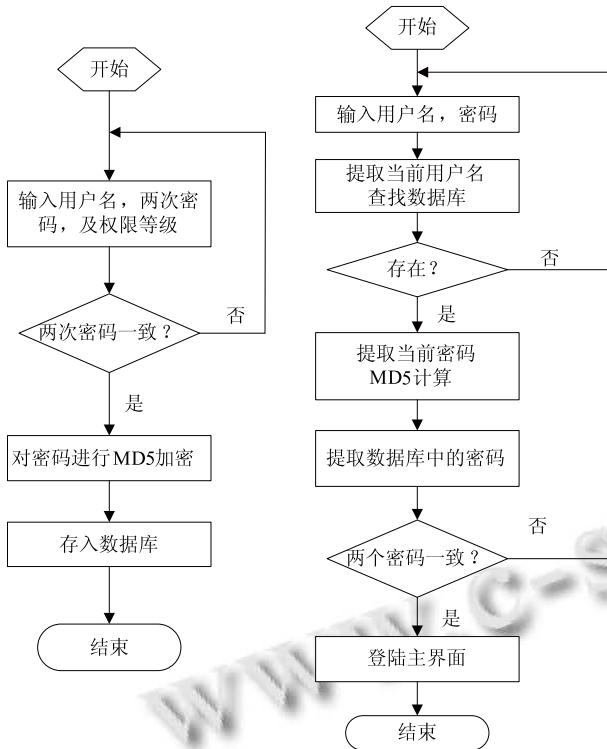 开始
输入用户名，两次密
码，及权限等级
两次密码一致？
否
是
对密码进行MD5加密
存入数据库
结束
开始
输入用户名，密码
提取当前用户名
查找数据库
存在？
否
是
提取当前密码
MD5计算
提取数据库中的密码
两个密码一致？
否
是
登陆主界面
结束
www.c-s